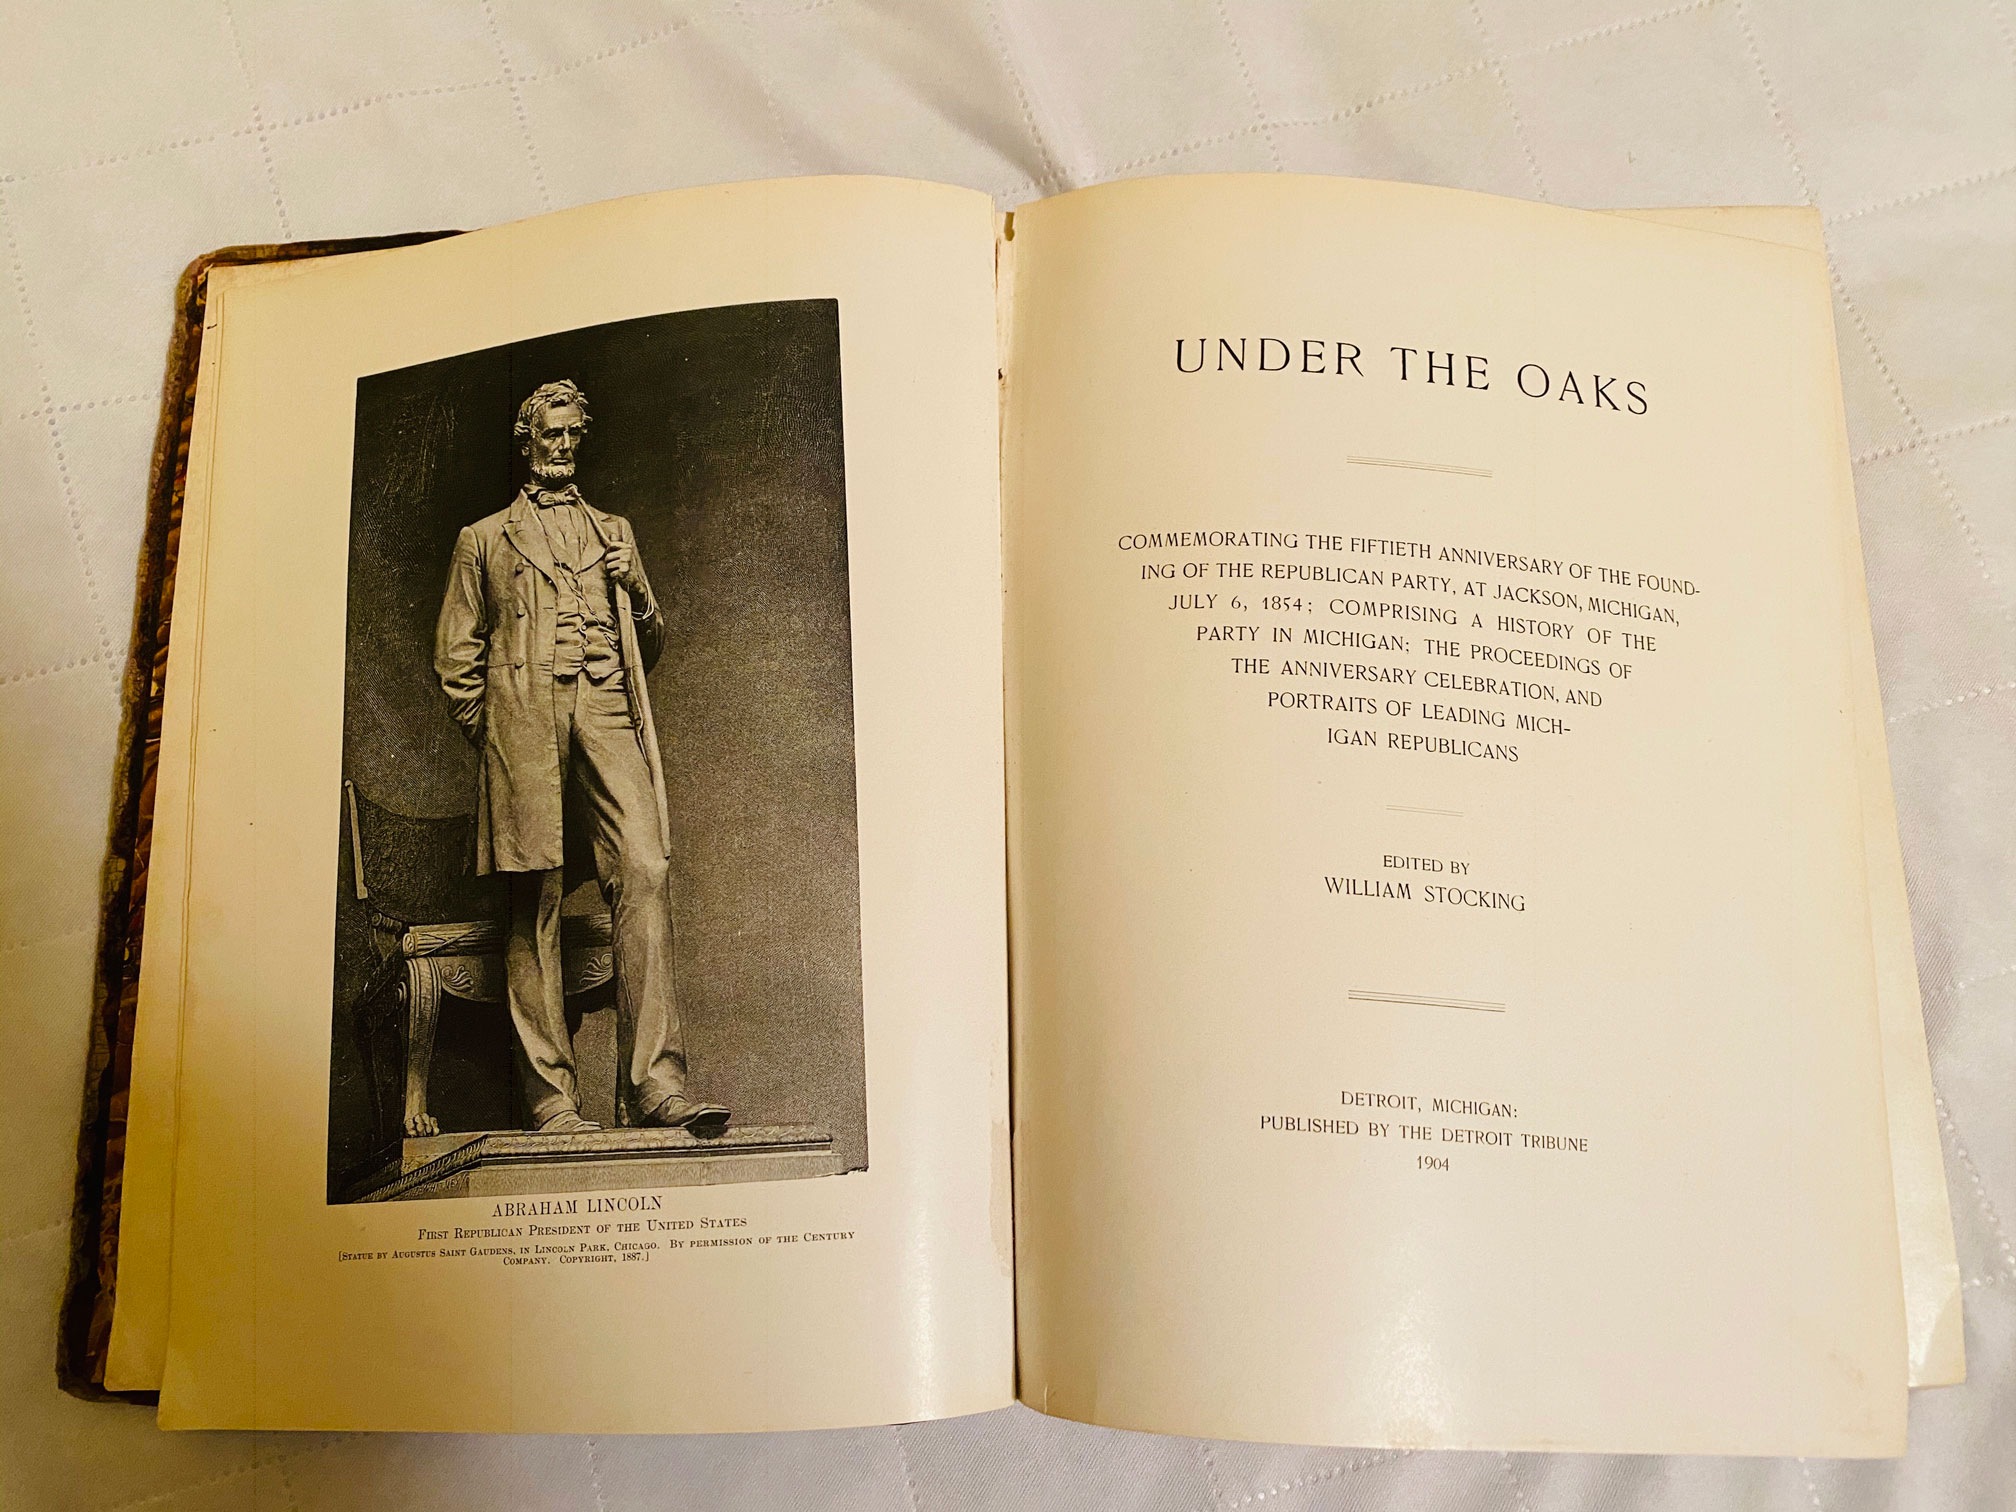 ABRAHAM LINCOLN
FIRST REPUBLICAN PRESIDENT OF THE UNITED STATES
[STATUE BY AUGUSTUS SAINT GAUDENS, IN LINCOLN PARK, CHICAGO. BY PERMISSION OF THE CENTURY
COMPANY. COPYRIGHT, 1887.]
UNDER THE OAKS
COMMEMORATING THE FIFTIETH ANNIVERSARY OF THE FOUND-
ING OF THE REPUBLICAN PARTY, AT JACKSON, MICHIGAN,
JULY 6, 1854; COMPRISING A HISTORY OF THE
PARTY IN MICHIGAN; THE PROCEEDINGS OF
THE ANNIVERSARY CELEBRATION, AND
PORTRAITS OF LEADING MICH-
IGAN REPUBLICANS
EDITED BY
WILLIAM STOCKING
DETROIT, MICHIGAN:
PUBLISHED BY THE DETROIT TRIBUNE
1904